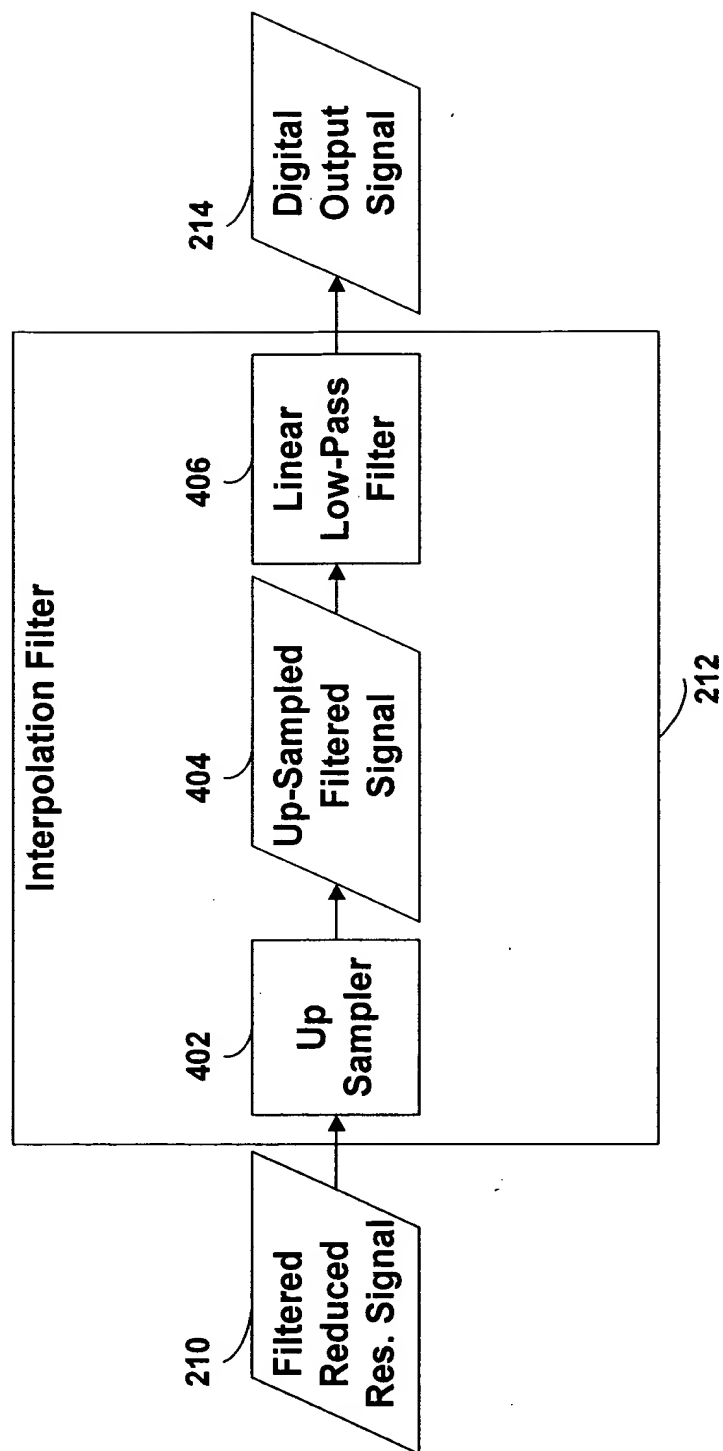 Interpolation Filter
210
Filtered
Reduced
Res. Signal
402
Up
Sampler
404
Up-Sampled
Filtered
Signal
406
Linear
Low-Pass
Filter
214
Digital
Output
Signal
212